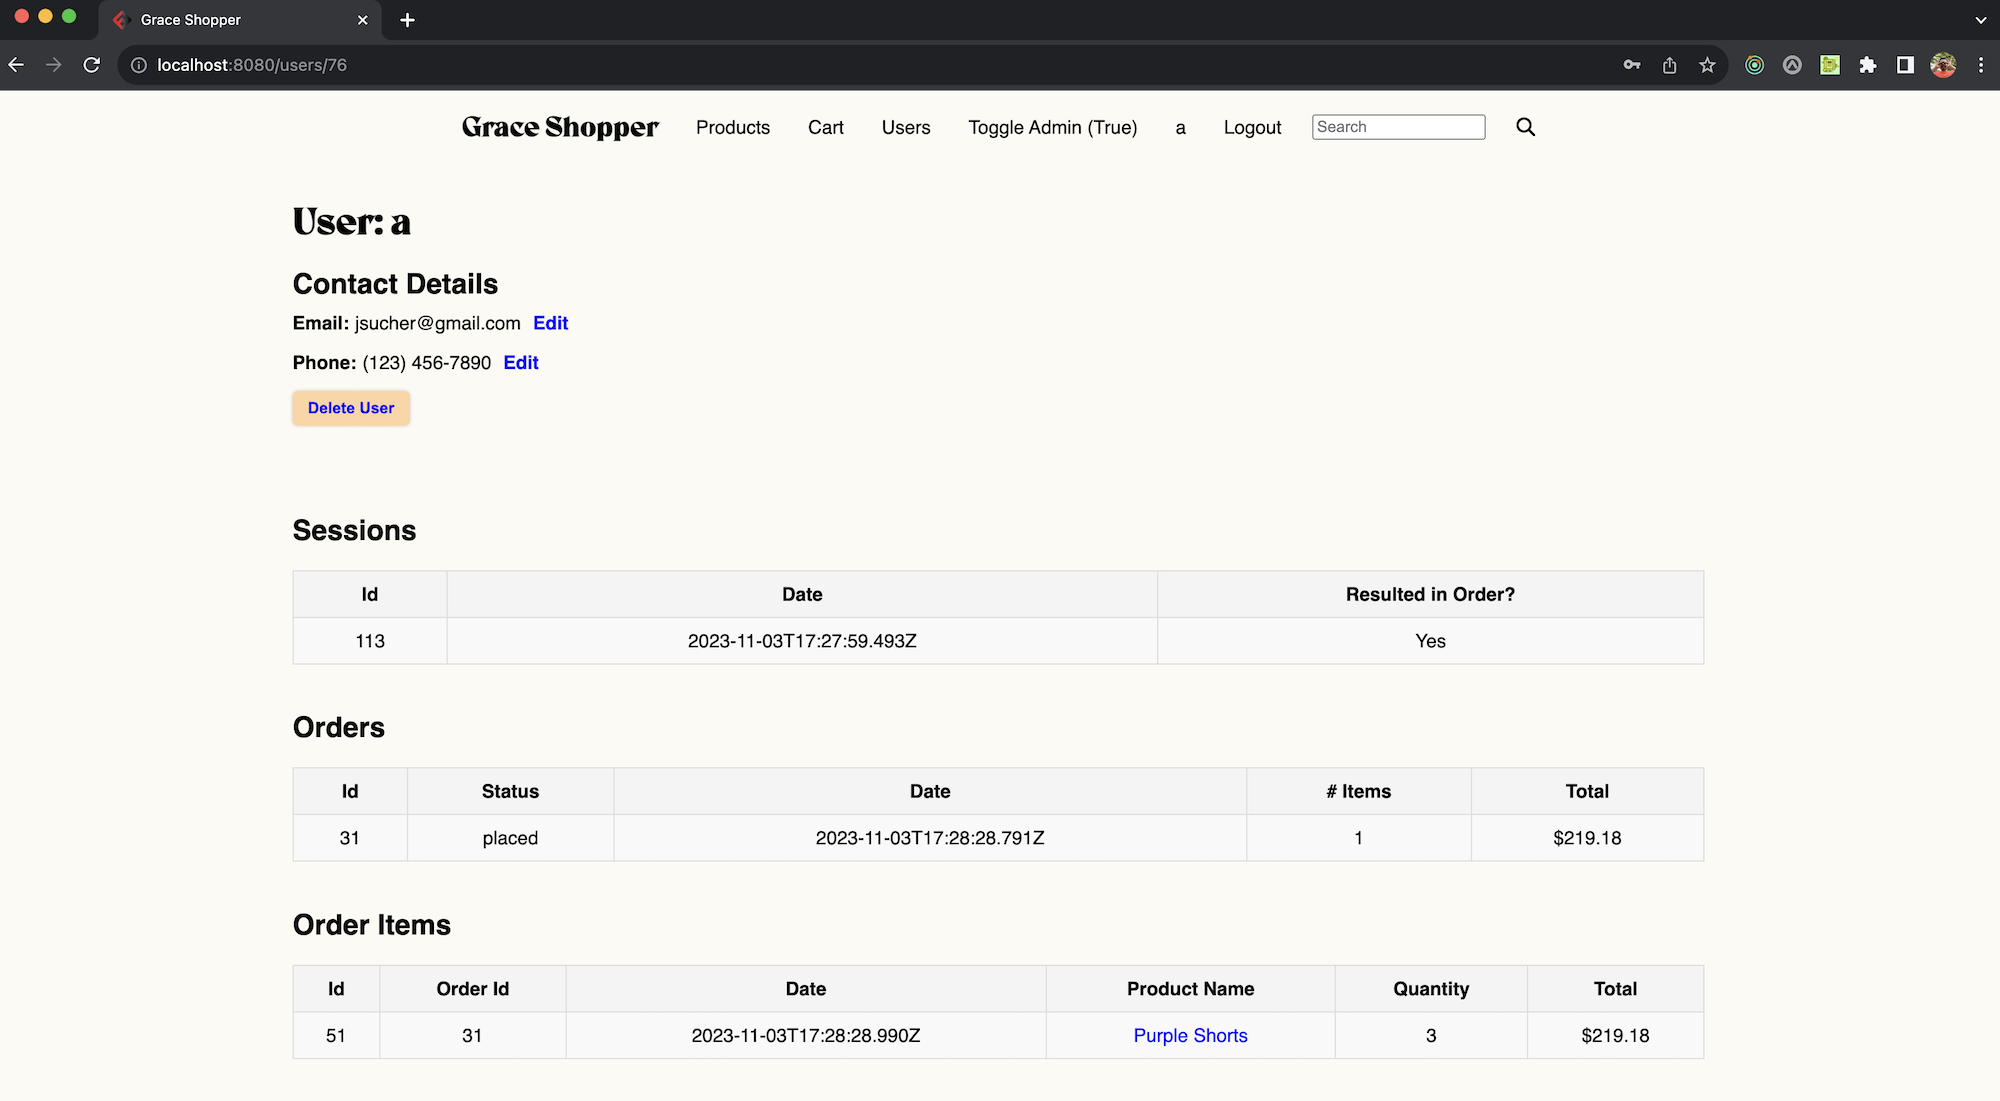 Grace Shopper
localhost:8080/users/76
Grace Shopper Products Cart Users Toggle Admin (True) a Logout Search
User: a
Contact Details
Email: jsucher@gmail.com Edit
Phone: (123) 456-7890 Edit
Delete User
Sessions
Id Date Resulted in Order?
113 2023-11-03T17:27:59.493Z Yes
Orders
Id Status Date # Items Total
31 placed 2023-11-03T17:28:28.791Z 1 $219.18
Order Items
Id Order Id Date Product Name Quantity Total
51 31 2023-11-03T17:28:28.990Z Purple Shorts 3 $219.18